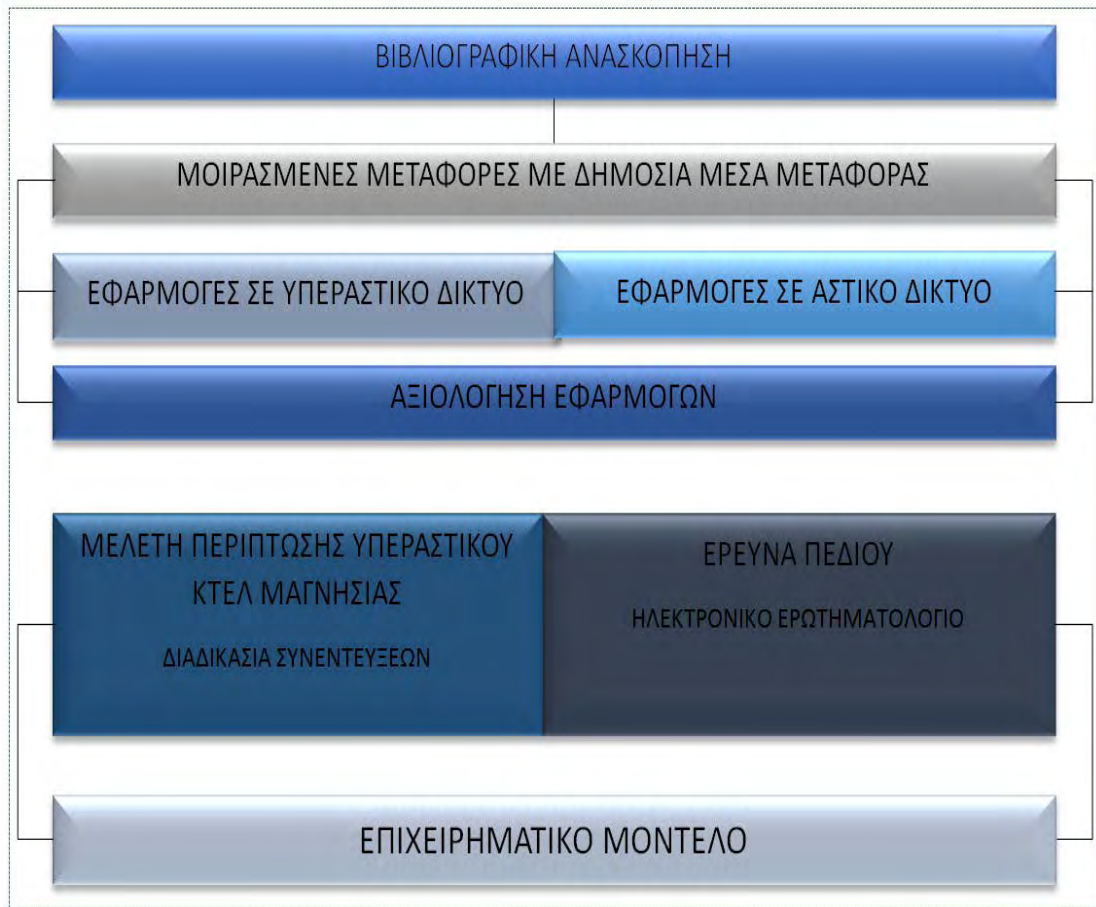 ΒΙΒΛΙΟΓΡΑΦΙΚΗ ΑΝΑΣΚΟΠΗΣΗ
ΜΟΙΡΑΣΜΕΝΕΣ ΜΕΤΑΦΟΡΕΣ ΜΕ ΔΗΜΟΣΙΑ ΜΕΣΑ ΜΕΤΑΦΟΡΑΣ
ΕΦΑΡΜΟΓΕΣ ΣΕ ΥΠΕΡΑΣΤΙΚΟ ΔΙΚΤΥΟ
ΕΦΑΡΜΟΓΕΣ ΣΕ ΑΣΤΙΚΟ ΔΙΚΤΥΟ
ΑΞΙΟΛΟΓΗΣΗ ΕΦΑΡΜΟΓΩΝ
ΜΕΛΕΤΗ ΠΕΡΙΠΤΩΣΗΣ ΥΠΕΡΑΣΤΙΚΟΥ
ΚΤΕΛ ΜΑΓΝΗΣΙΑΣ
ΔΙΑΔΙΚΑΣΙΑ ΣΥΝΕΝΤΕΥΞΕΩΝ
ΕΡΕΥΝΑ ΠΕΔΙΟΥ
ΗΛΕΚΤΡΟΝΙΚΟ ΕΡΩΤΗΜΑΤΟΛΟΓΙΟ
ΕΠΙΧΕΙΡΗΜΑΤΙΚΟ ΜΟΝΤΕΛΟ